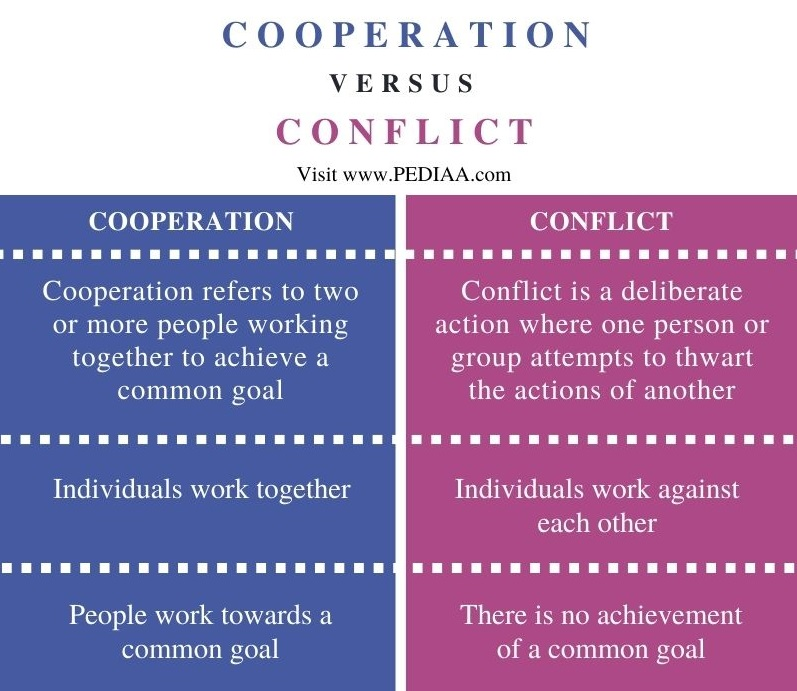 COOPERATION
VERSUS
CONFLICT
Visit www.PEDIAA.com
COOPERATION
Cooperation refers to two
or more people working
together to achieve a
common goal
Individuals work together
People work towards a
common goal
CONFLICT
Conflict is a deliberate
action where one person or
group attempts to thwart
the actions of another
Individuals work against
each other
There is no achievement
of a common goal